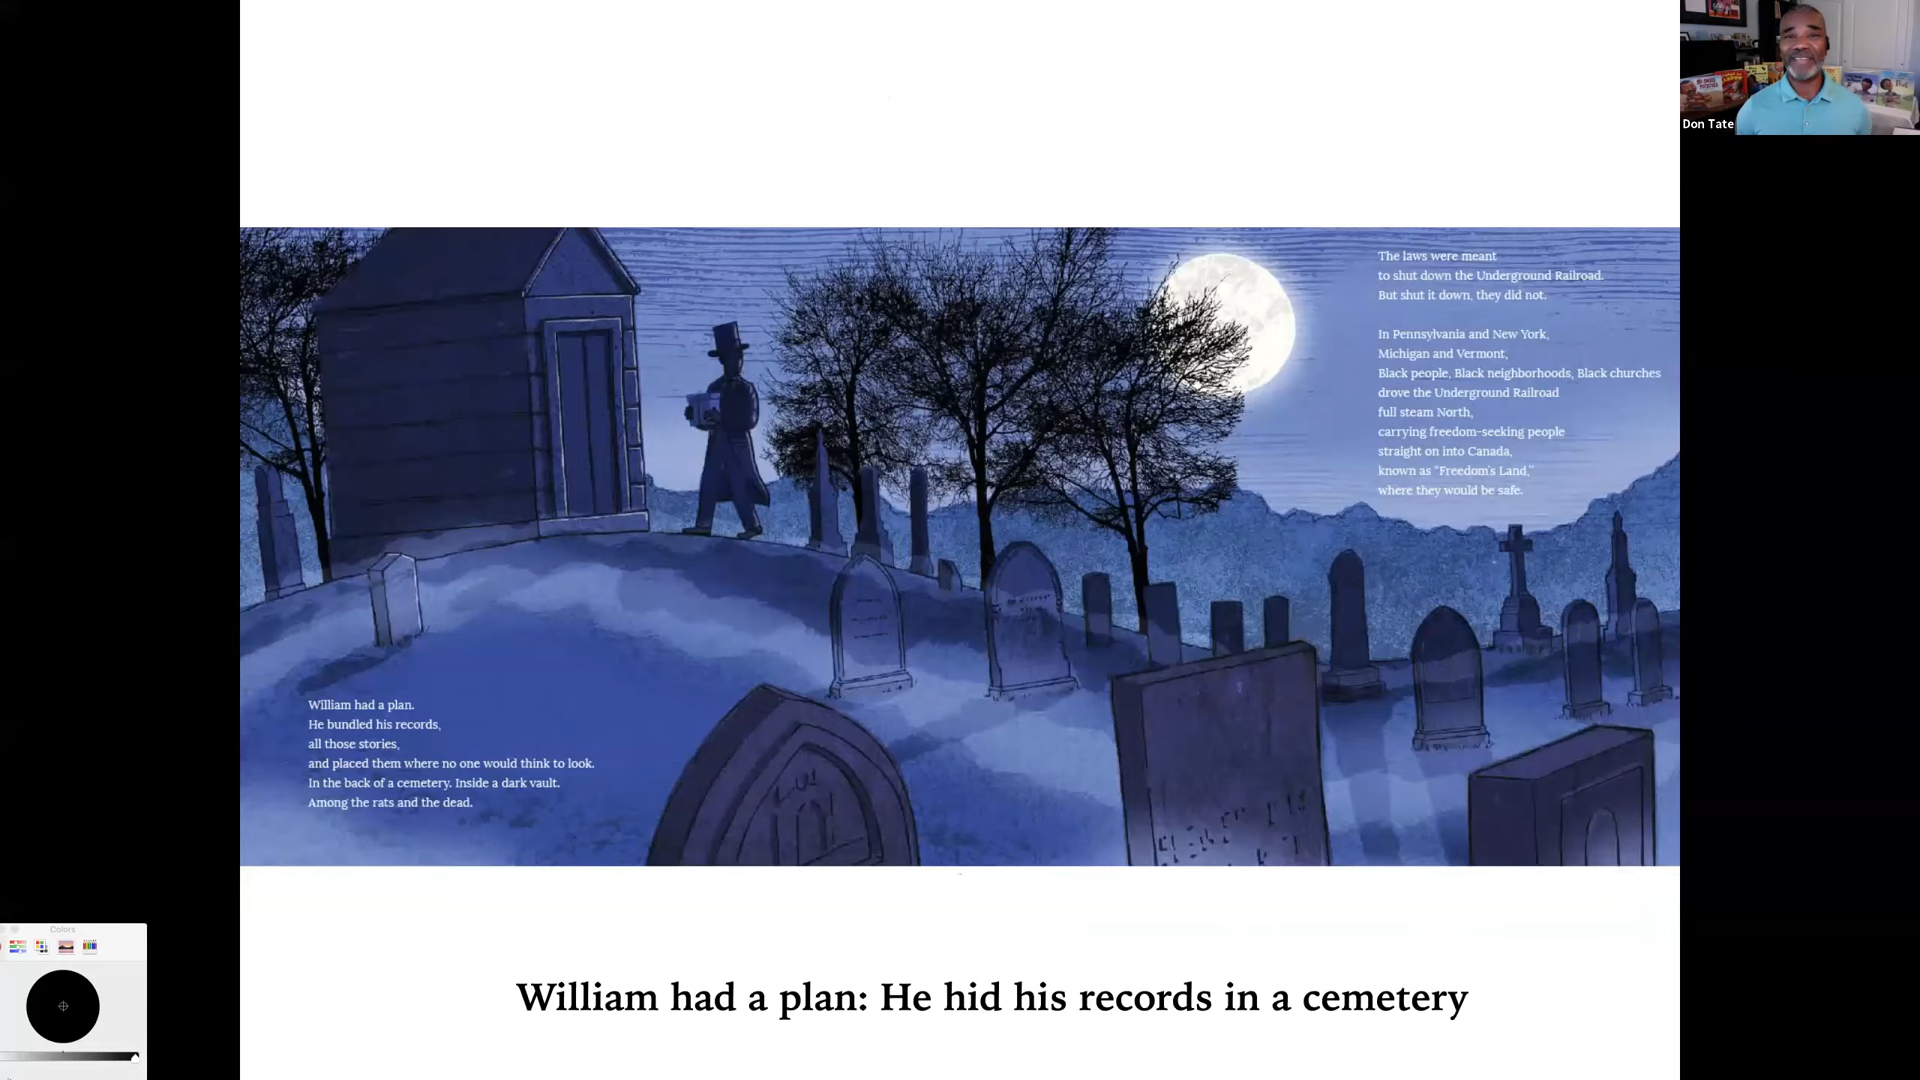 Don Tate
The laws were meant
to shut down the Underground Railroad.
But shut it down, they did not.
In Pennsylvania and New York,
Michigan and Vermont,
Black people, Black neighborhoods, Black churches
drove the Underground Railroad
full steam North,
carrying freedom-seeking people
straight on into Canada,
known as “Freedom’s Land,”
where they would be safe.
William had a plan.
He bundled his records,
all those stories,
and placed them where no one would think to look.
In the back of a cemetery. Inside a dark vault.
Among the rats and the dead.
Colors
William had a plan: He hid his records in a cemetery